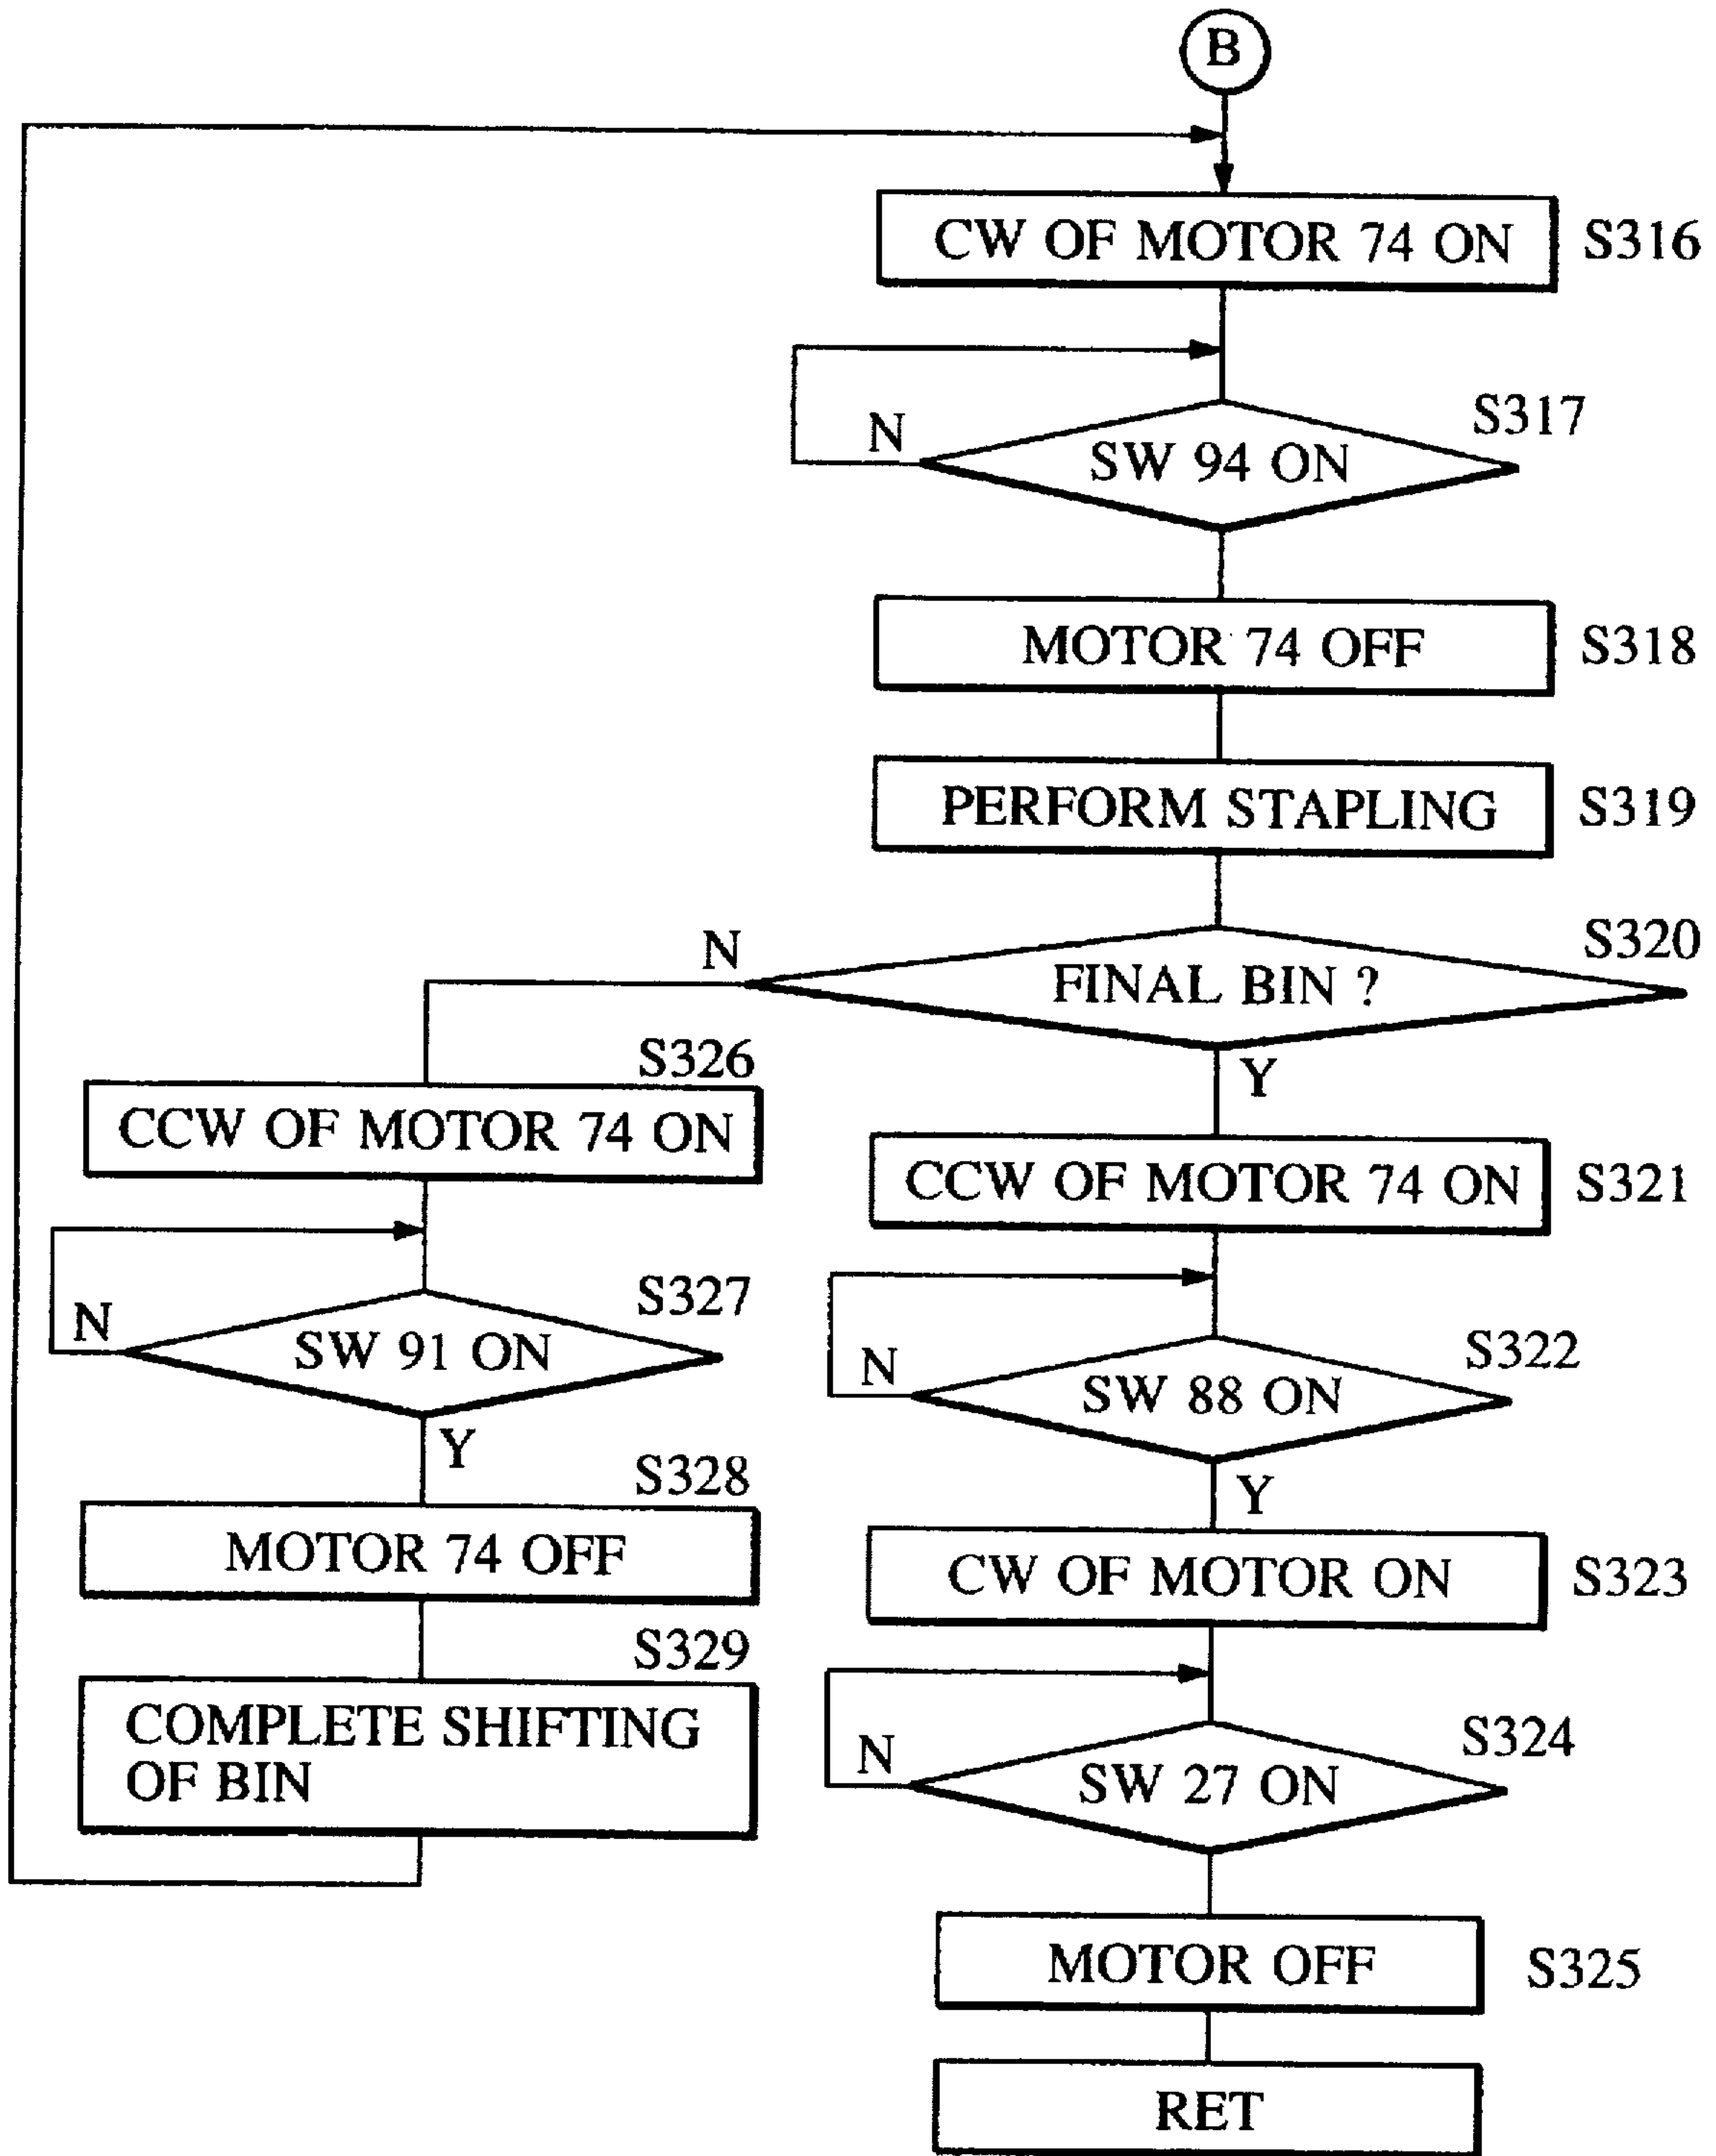 B
CW OF MOTOR 74 ON
S316
S317
N
SW 94 ON
MOTOR 74 OFF
S318
PERFORM STAPLING
S319
S320
N
FINAL BIN ?
Y
S326
CCW OF MOTOR 74 ON
CCW OF MOTOR 74 ON
S321
S327
N
SW 91 ON
Y
S322
N
SW 88 ON
Y
S328
MOTOR 74 OFF
CW OF MOTOR ON
S323
S329
COMPLETE SHIFTING
OF BIN
S324
N
SW 27 ON
MOTOR OFF
S325
RET